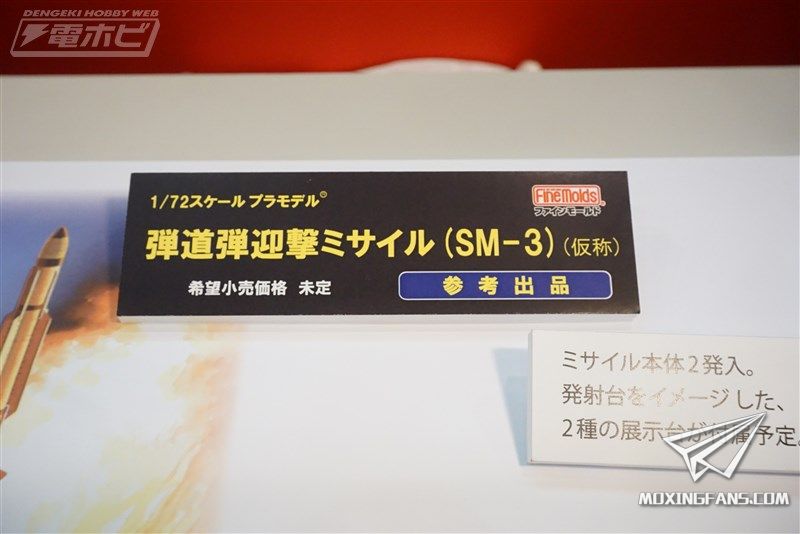 DENGEKI HOBBY WEB
電ホビ
1/72スケール プラモデル®
FineMolds
ファインモールド
弾道弾迎撃ミサイル(SM-3)(仮称)
希望小売価格 未定
参考出品
ミサイル本体2発入。
発射台をイメージした、
2種の展示台が付属予定。
MOXINGFANS.COM